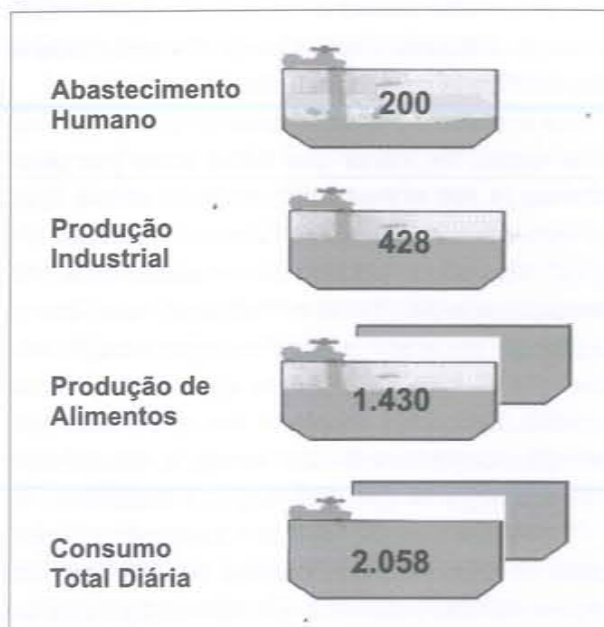 Abastecimento
Humano
200
Produção
Industrial
428
Produção de
Alimentos
1.430
Consumo
Total Diária
2.058